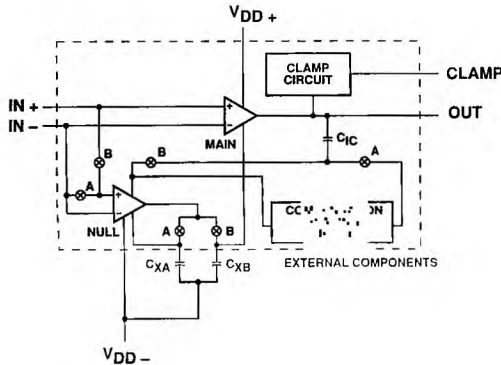 VDD+
CLAMP
CIRCUIT
CLAMP
IN +
IN −
+
−
MAIN
OUT
CIC
B
B
A
A
+
−
NULL
A
B
CXA
CXB
EXTERNAL COMPONENTS
VDD−